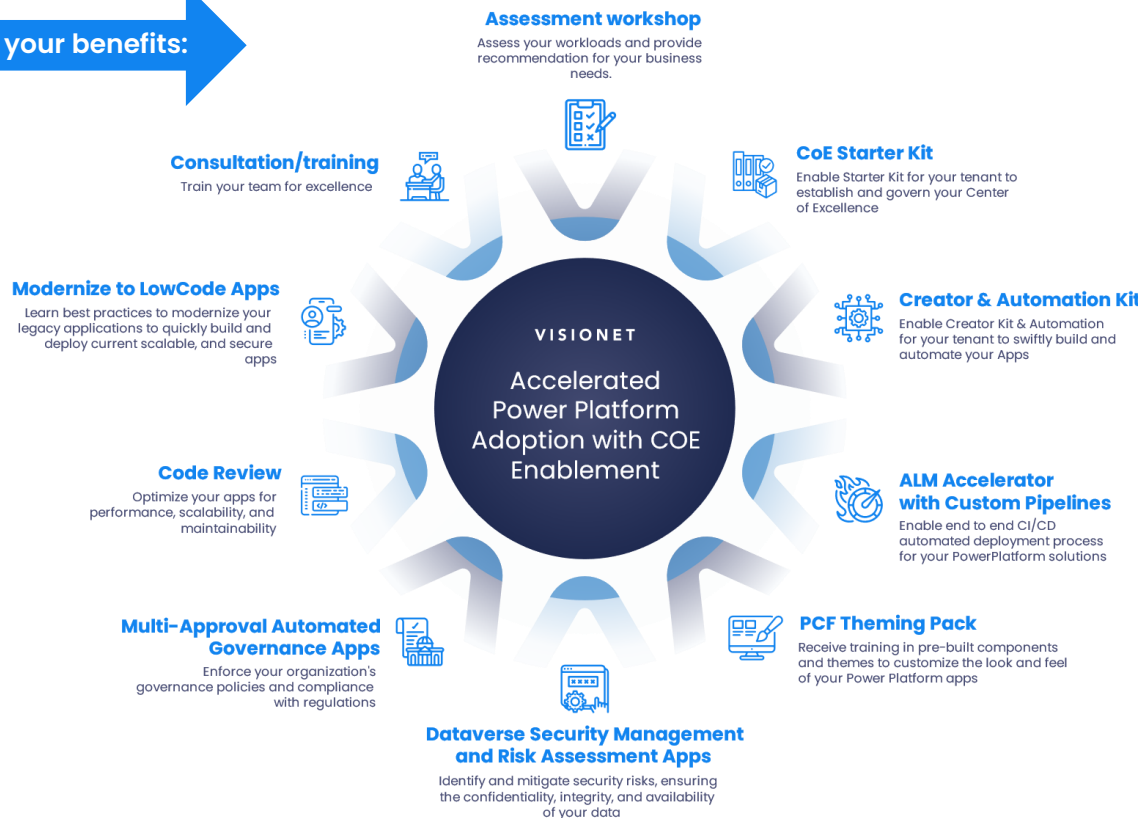 your benefits:
Assessment workshop
Assess your workloads and provide
recommendation for your business
needs.
CoE Starter Kit
Enable Starter Kit for your tenant to
establish and govern your Center
of Excellence
Creator & Automation Kit
Enable Creator Kit & Automation
for your tenant to swiftly build and
automate your Apps
ALM Accelerator
with Custom Pipelines
Enable end to end CI/CD
automated deployment process
for your PowerPlatform solutions
PCF Theming Pack
Receive training in pre-built components
and themes to customize the look and feel
of your Power Platform apps
Dataverse Security Management
and Risk Assessment Apps
Identify and mitigate security risks, ensuring
the confidentiality, integrity, and availability
of your data
Multi-Approval Automated
Governance Apps
Enforce your organization's
governance policies and compliance
with regulations
Code Review
Optimize your apps for
performance, scalability, and
maintainability
Modernize to LowCode Apps
Learn best practices to modernize your
legacy applications to quickly build and
deploy current scalable, and secure
apps
Consultation/training
Train your team for excellence
VISIONET
Accelerated
Power Platform
Adoption with COE
Enablement